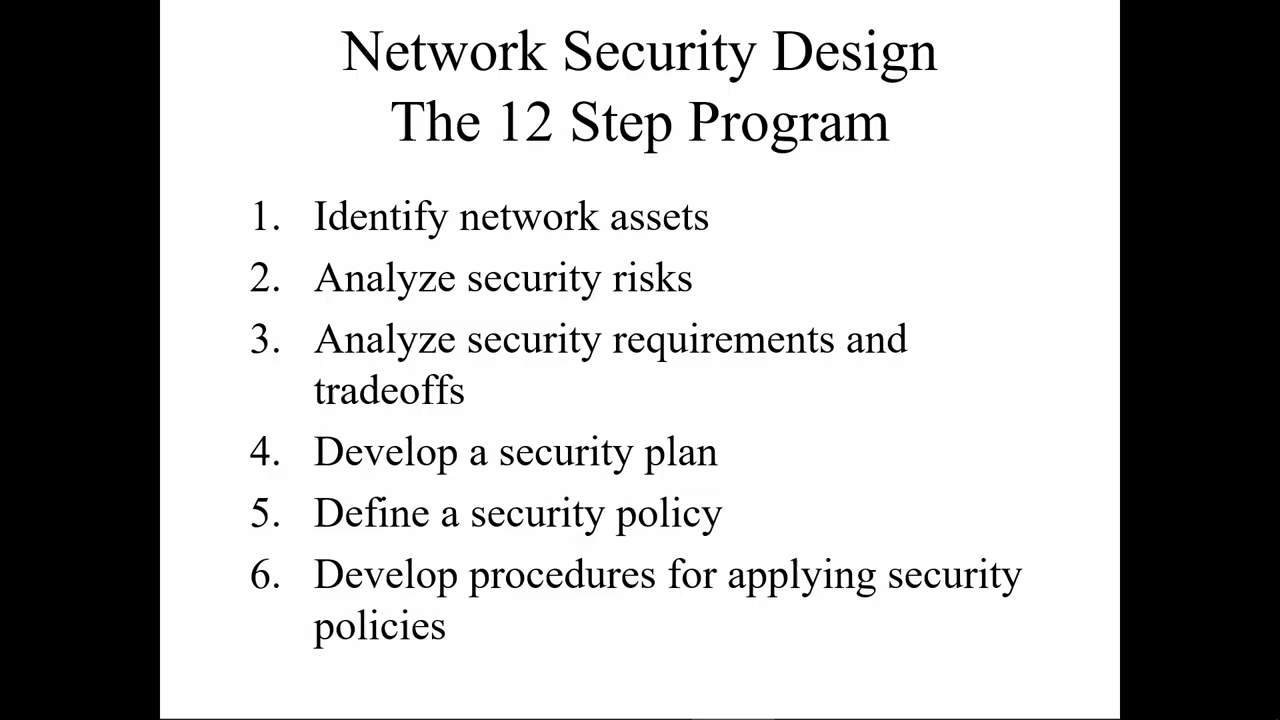 Network Security Design
The 12 Step Program
1. Identify network assets
2. Analyze security risks
3. Analyze security requirements and
tradeoffs
4. Develop a security plan
5. Define a security policy
6. Develop procedures for applying security
policies